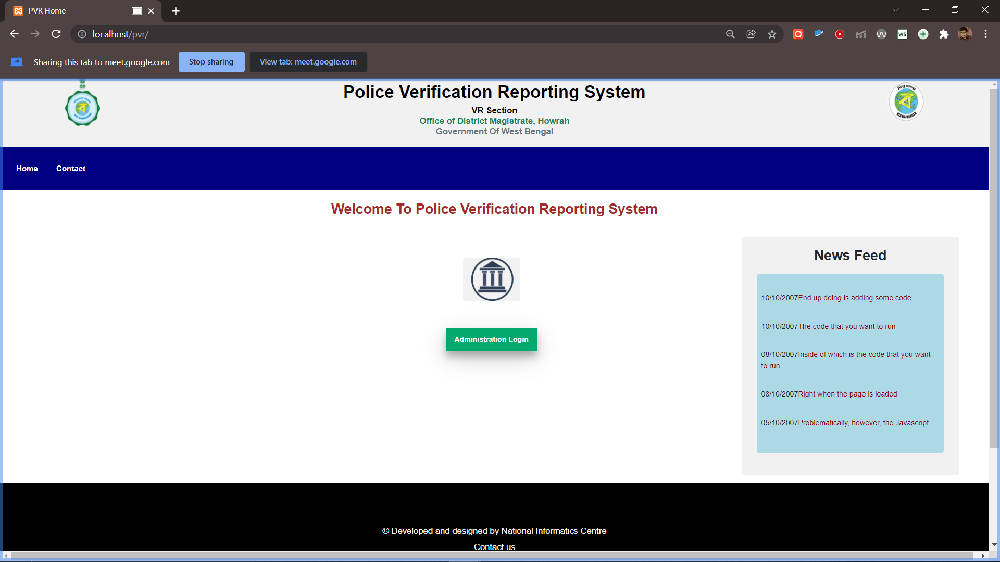 PVR Home
localhost/pvr/
Sharing this tab to meet.google.com
Stop sharing
View tab: meet.google.com
Police Verification Reporting System
VR Section
Office of District Magistrate, Howrah
Government Of West Bengal
ব
BISWA BANGLA
Home
Contact
Welcome To Police Verification Reporting System
News Feed
10/10/2007End up doing is adding some code
10/10/2007The code that you want to run
08/10/2007Inside of which is the code that you want
to run
08/10/2007Right when the page is loaded
05/10/2007Problematically, however, the Javascript
Administration Login
© Developed and designed by National Informatics Centre
Contact us
WS